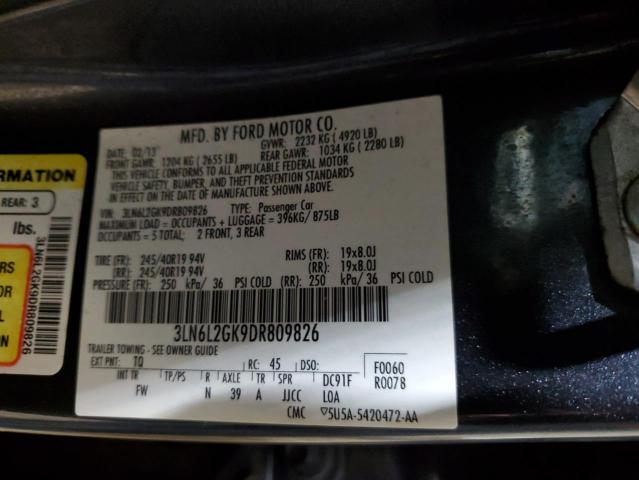 MFD. BY FORD MOTOR CO.
DATE: 02/13 GVWR: 2232 KG ( 4920 LB)
FRONT GAWR: 1204 KG ( 2655 LB) REAR GAWR: 1034 KG ( 2280 LB)
THIS VEHICLE CONFORMS TO ALL APPLICABLE FEDERAL MOTOR
VEHICLE SAFETY, BUMPER, AND THEFT PREVENTION STANDARDS
IN EFFECT ON THE DATE OF MANUFACTURE SHOWN ABOVE.
VIN: 3LN6L2GK9DR809826 TYPE: Passenger Car
MAXIMUM LOAD = OCCUPANTS + LUGGAGE = 396KG/ 875LB
OCCUPANTS = 5 TOTAL; 2 FRONT, 3 REAR
TIRE (FR): 245/40R19 94V RIMS (FR): 19x8.0J
(RR): 245/40R19 94V (RR): 19x8.0J
PRESSURE (FR): 250 kPa/ 36 PSI COLD (RR): 250 kPa/ 36 PSI COLD
3LN6L2GK9DR809826
TRAILER TOWING - SEE OWNER GUIDE
EXT PNT: TQ RC: 45 DSO: F0060
INT TR TP/PS R AXLE TR SPR DC91F R0078
FW N 39 A JJCC LOA
CMC 5U5A-5420472-AA
RMATION
REAR: 3
lbs.
ERS
OR
O
3LN6L2GK9DR809826